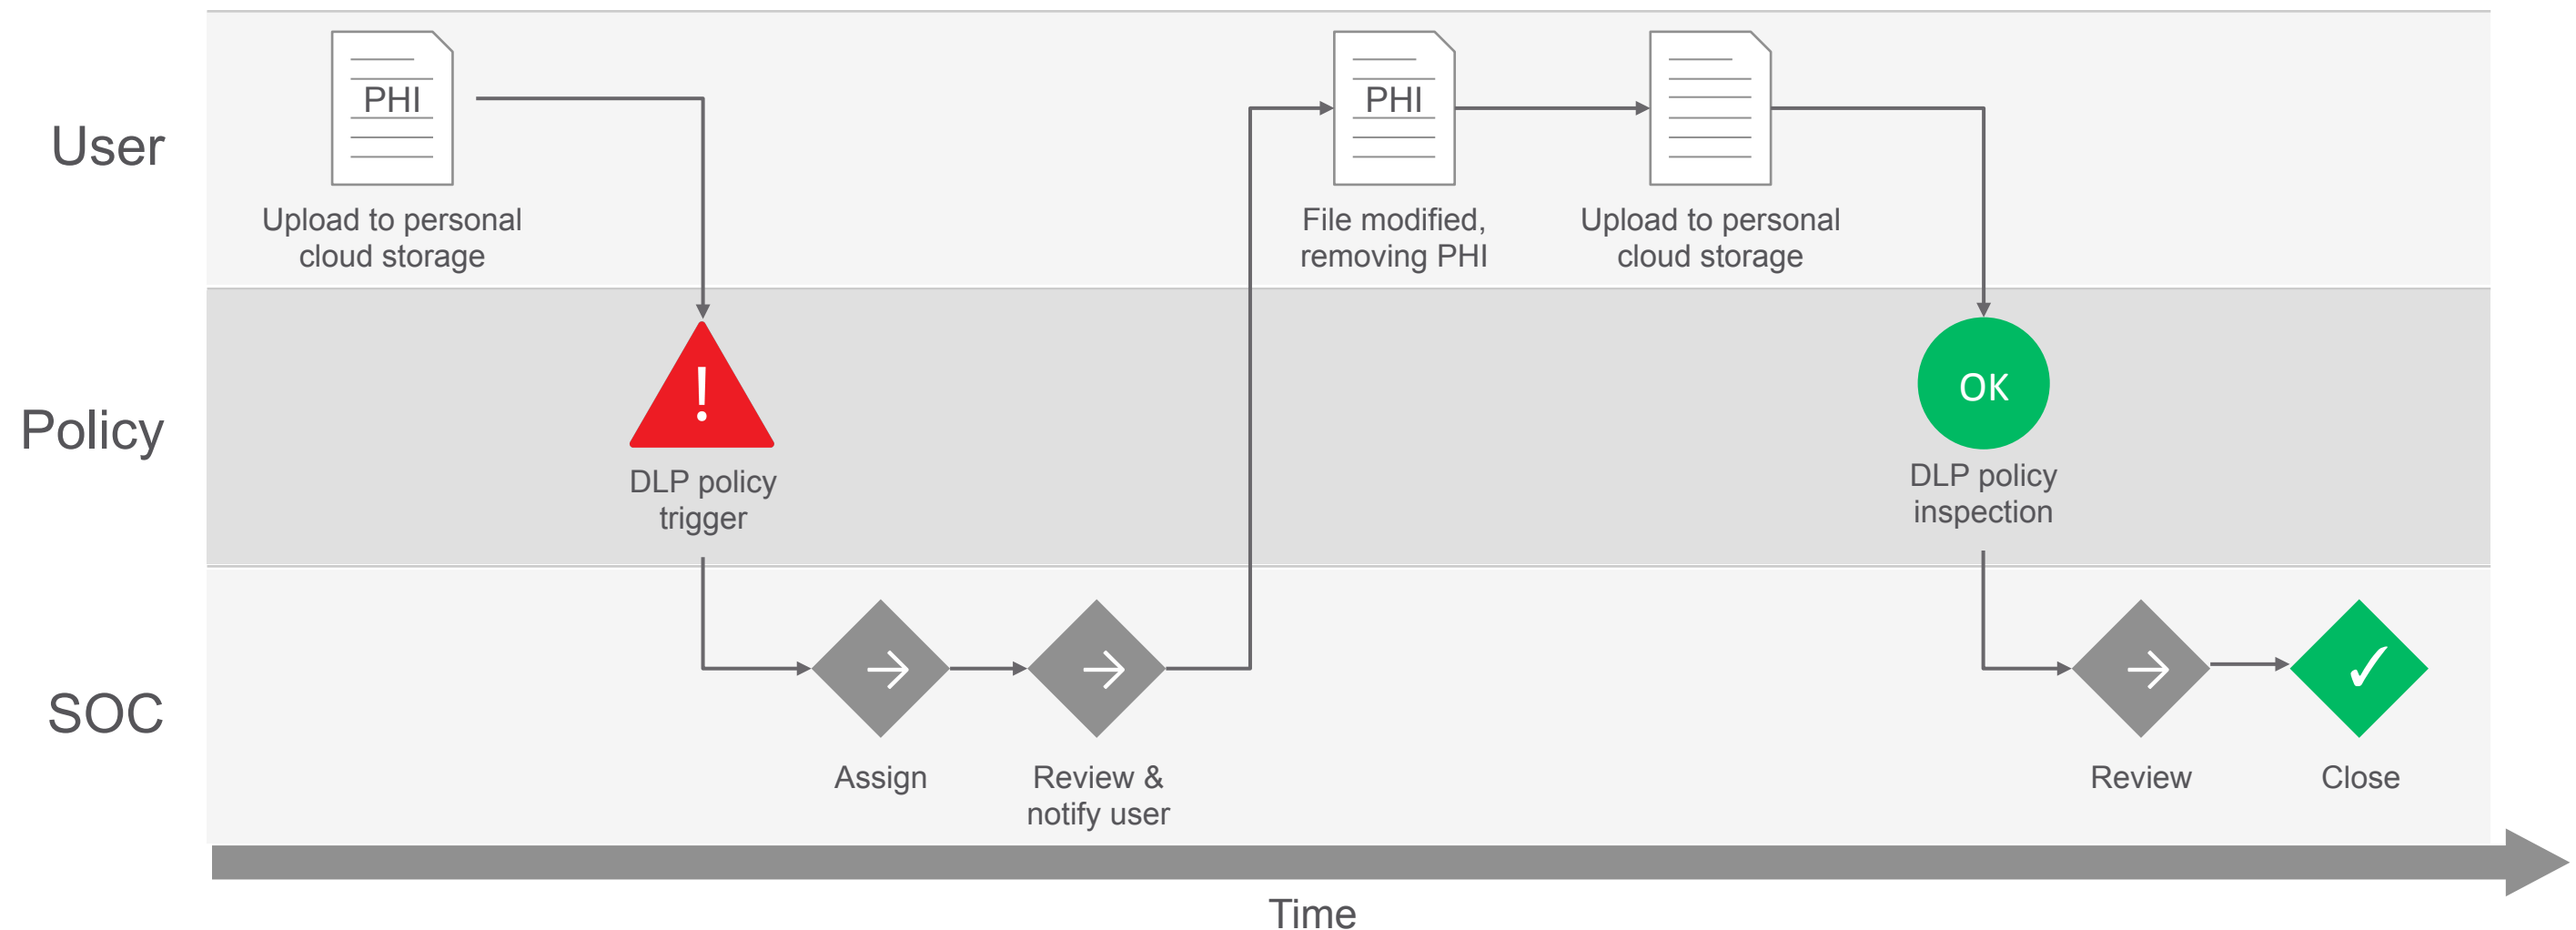 User
PHI
Upload to personal
cloud storage
PHI
File modified,
removing PHI
Upload to personal
cloud storage
Policy
!
DLP policy
trigger
OK
DLP policy
inspection
SOC
Assign
Review &
notify user
Review
Close
Time